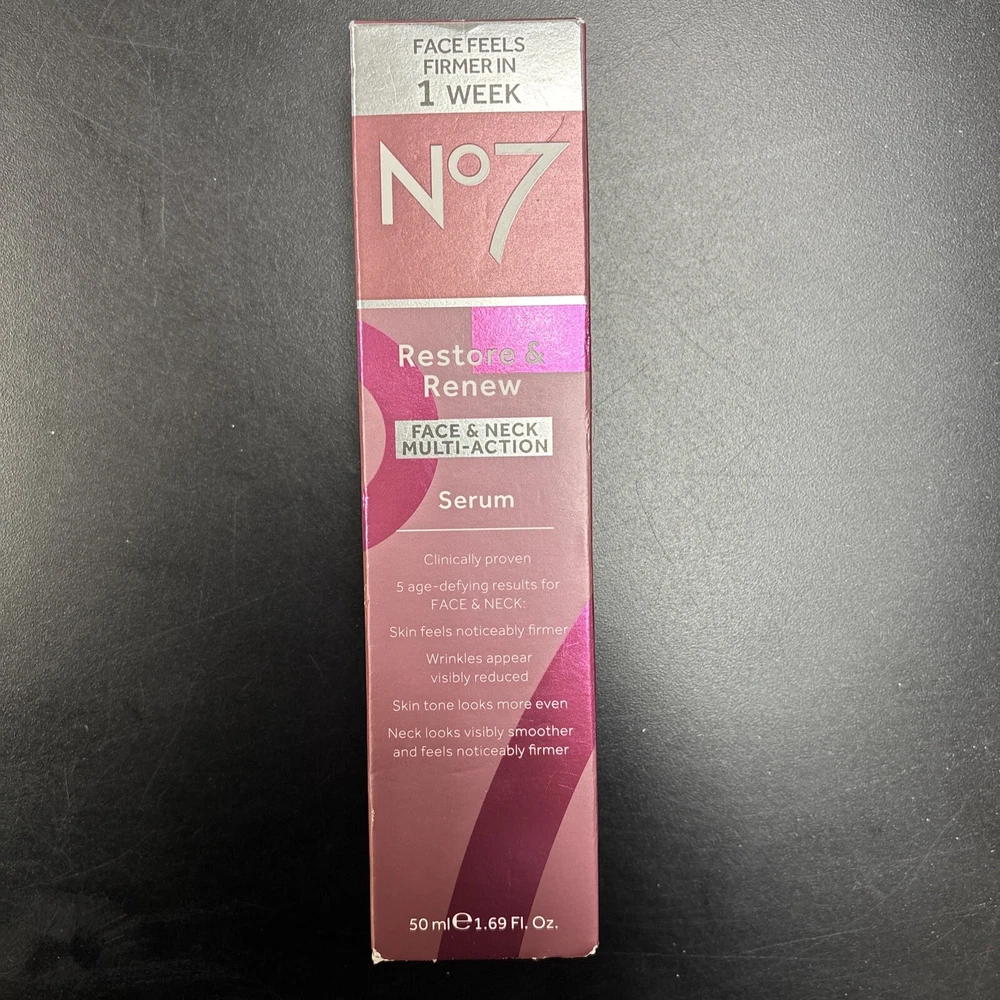 FACE FEELS
FIRMER IN
1 WEEK
No7
Restore &
Renew
FACE & NECK
MULTI-ACTION
Serum
Clinically proven
5 age-defying results for
FACE & NECK:
Skin feels noticeably firmer
Wrinkles appear
visibly reduced
Skin tone looks more even
Neck looks visibly smoother
and feels noticeably firmer
50 ml ℮ 1.69 Fl. Oz.